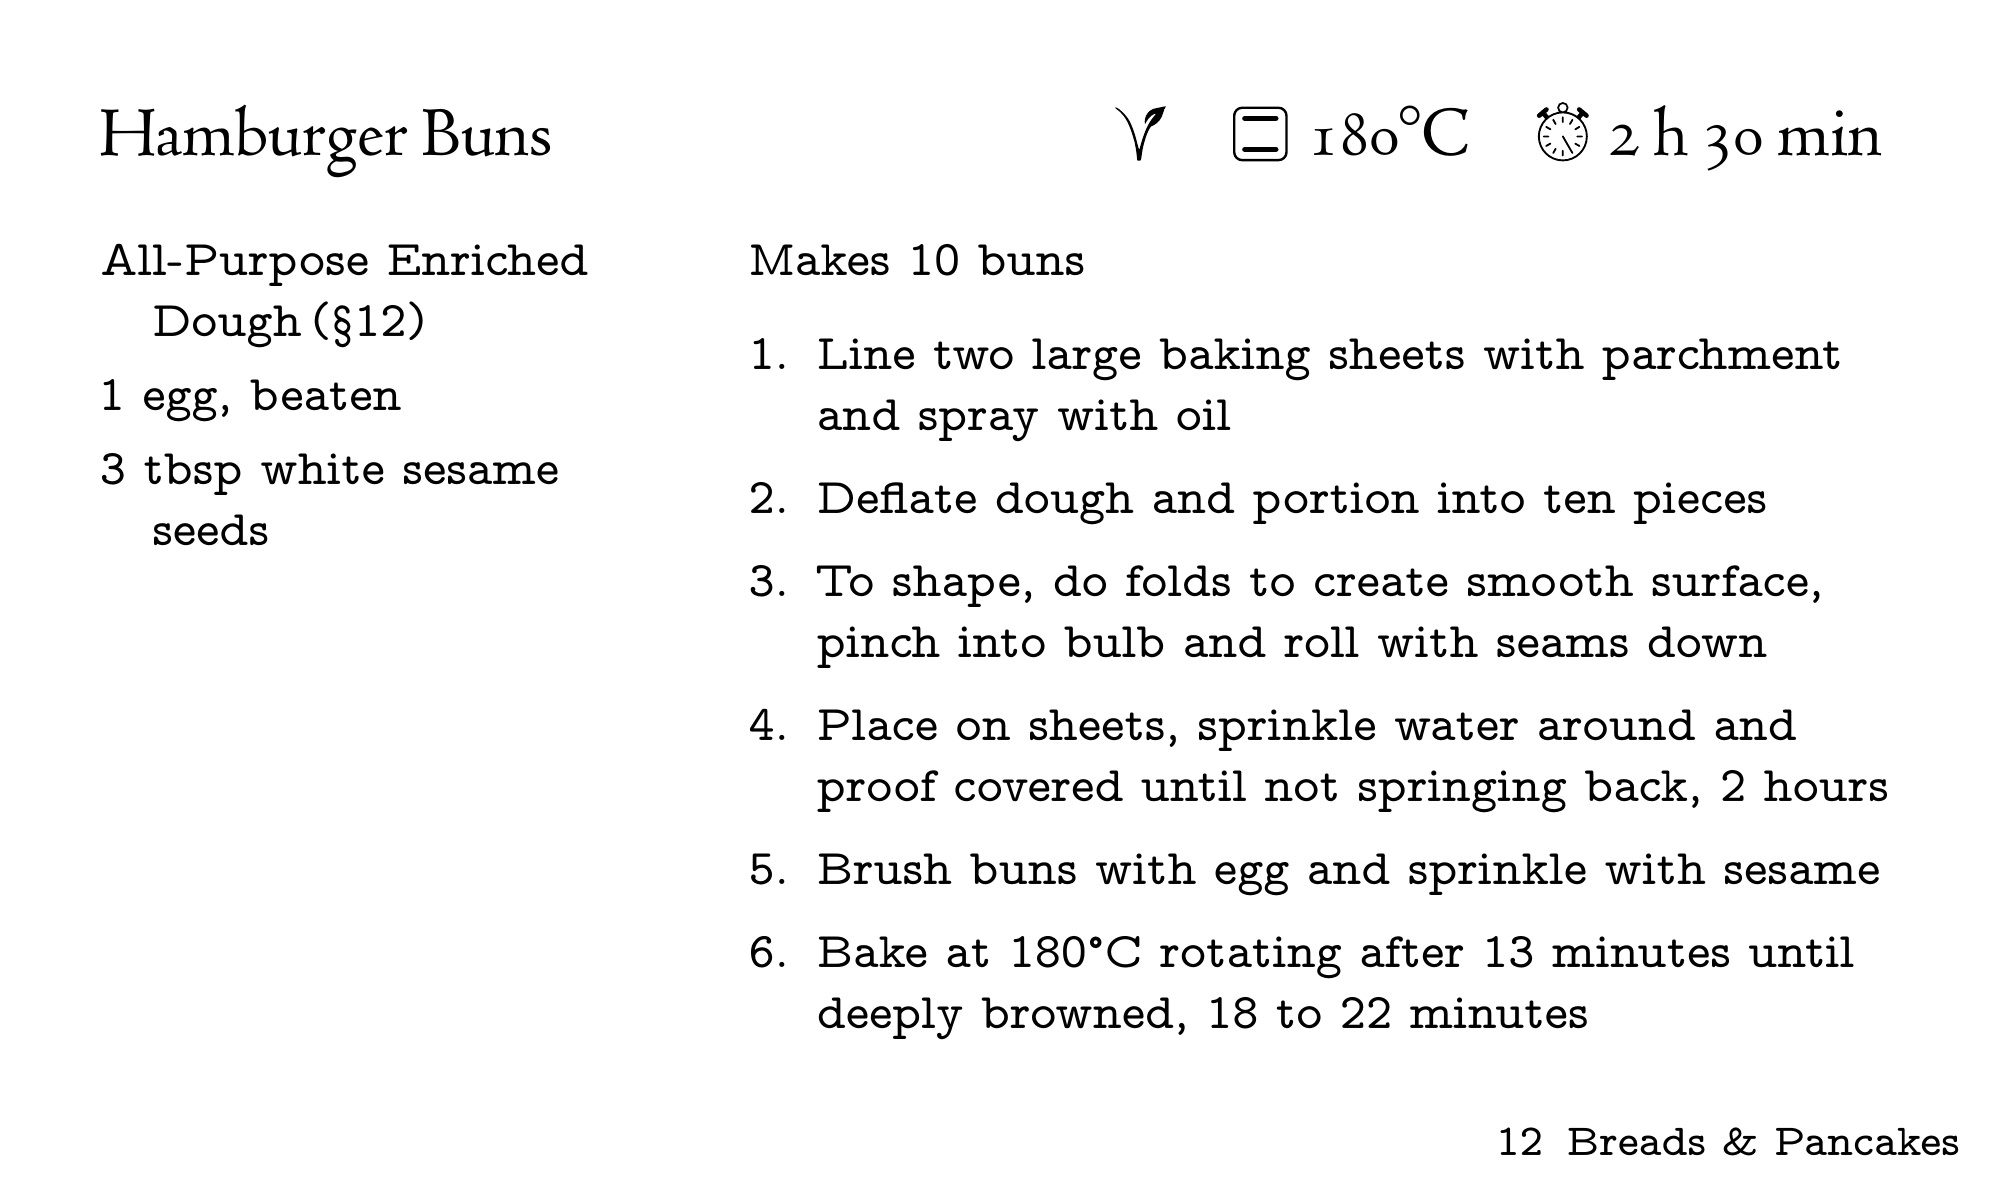 Hamburger Buns
180°C
2 h 30 min
All-Purpose Enriched
Dough (§12)
1 egg, beaten
3 tbsp white sesame
seeds
Makes 10 buns
1. Line two large baking sheets with parchment
and spray with oil
2. Deflate dough and portion into ten pieces
3. To shape, do folds to create smooth surface,
pinch into bulb and roll with seams down
4. Place on sheets, sprinkle water around and
proof covered until not springing back, 2 hours
5. Brush buns with egg and sprinkle with sesame
6. Bake at 180°C rotating after 13 minutes until
deeply browned, 18 to 22 minutes
12 Breads & Pancakes